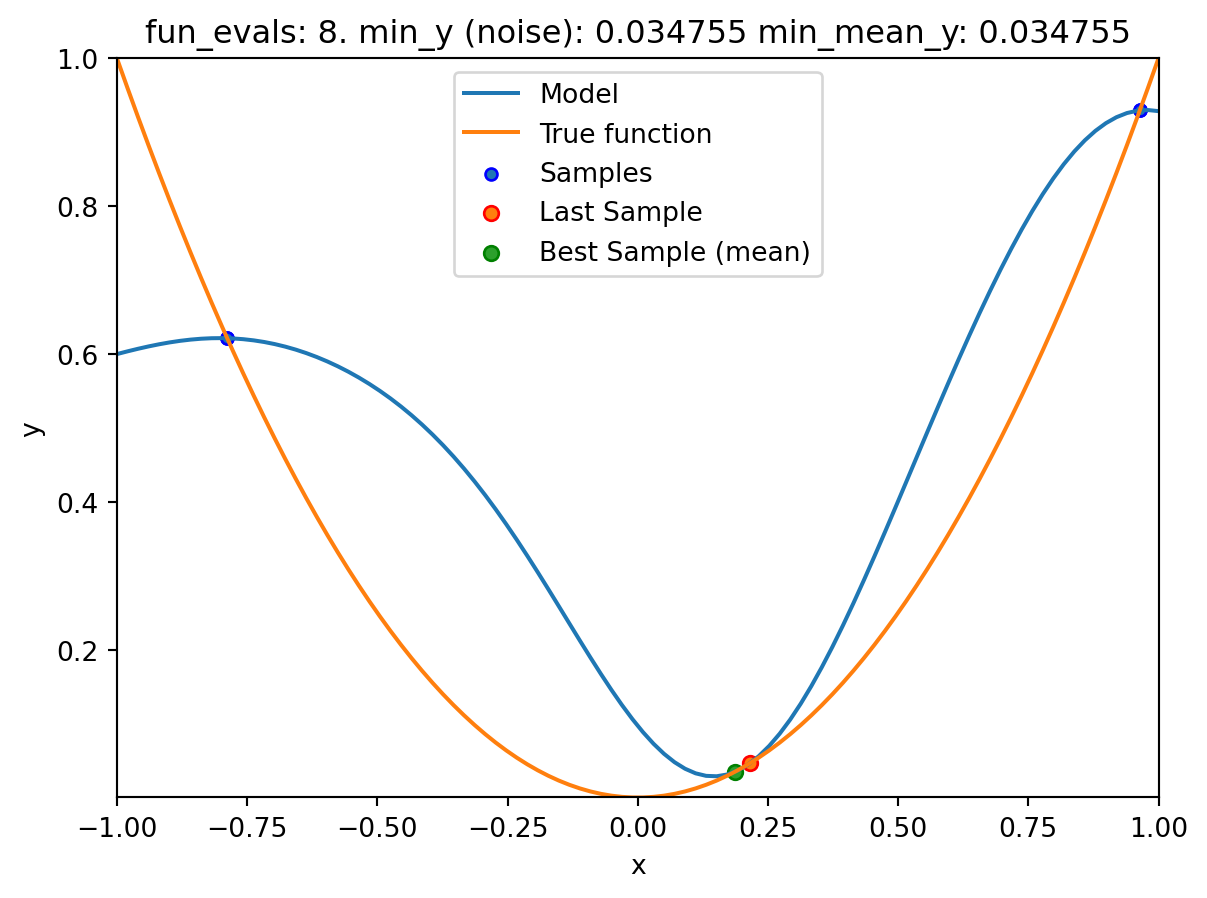 fun_evals: 8. min_y (noise): 0.034755 min_mean_y: 0.034755
Model
True function
Samples
Last Sample
Best Sample (mean)
1.0
0.8
0.6
0.4
0.2
y
−1.00 −0.75 −0.50 −0.25 0.00 0.25 0.50 0.75 1.00
x